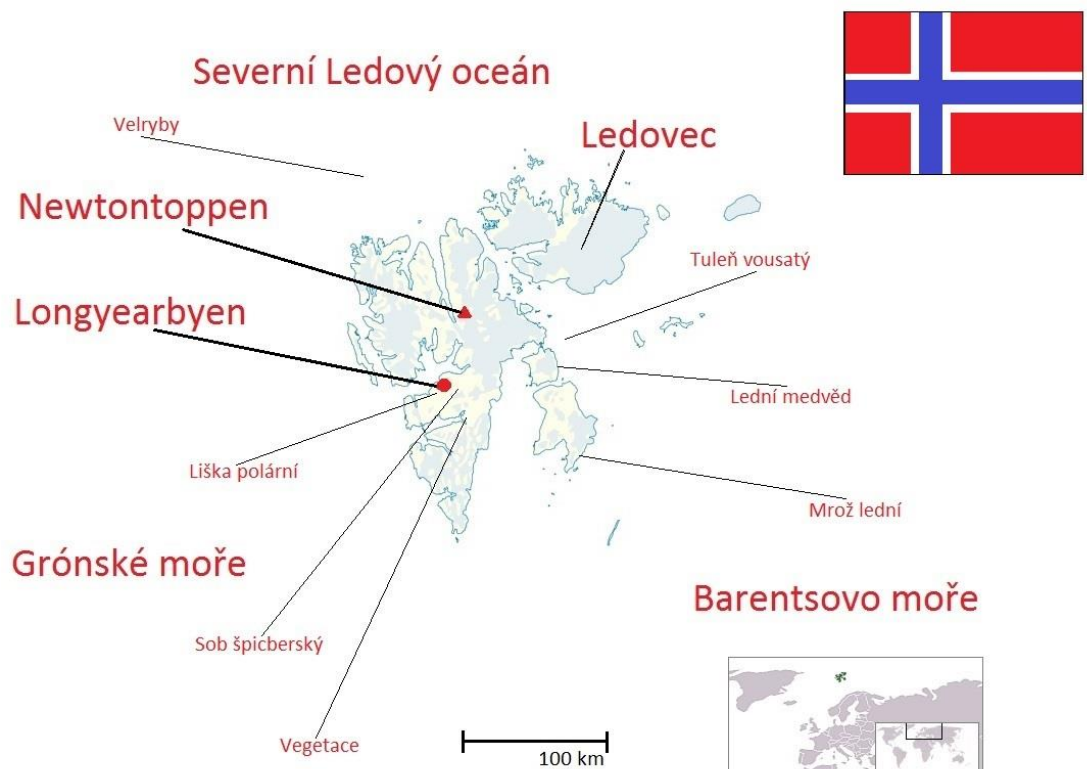 Severní Ledový oceán
Velryby
Ledovec
Newtontoppen
Tuleň vousatý
Longyearbyen
Lední medvěd
Liška polární
Mrož lední
Grónské moře
Barentsovo moře
Sob špicberský
Vegetace
100 km